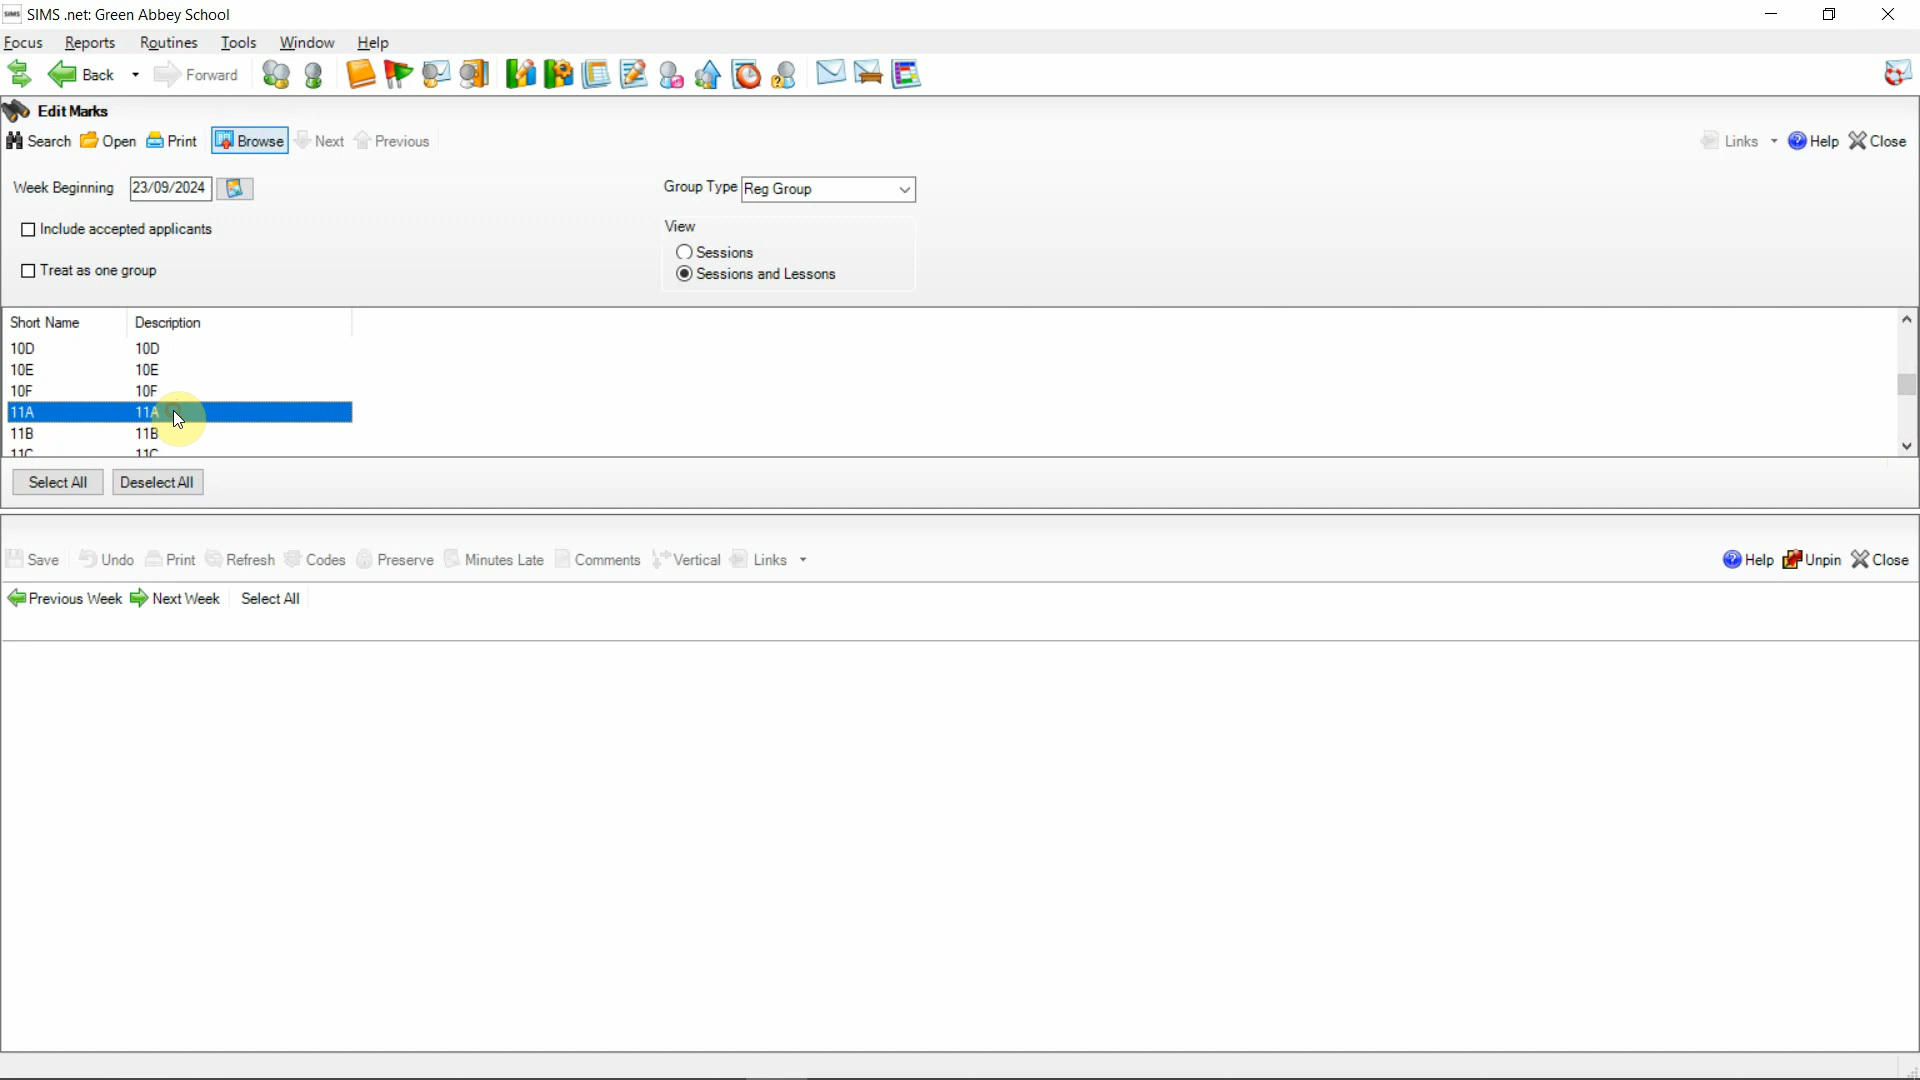 SIMS .net: Green Abbey School
Focus Reports Routines Tools Window Help
Back Forward
Edit Marks
Search Open Print Browse Next Previous Links Help Close
Week Beginning 23/09/2024 Group Type Reg Group
Include accepted applicants View
Sessions
Treat as one group Sessions and Lessons
Short Name Description
10D 10D
10E 10E
10F 10F
11A 11A
11B 11B
11C 11C
Select All Deselect All
Save Undo Print Refresh Codes Preserve Minutes Late Comments Vertical Links Help Unpin Close
Previous Week Next Week Select All